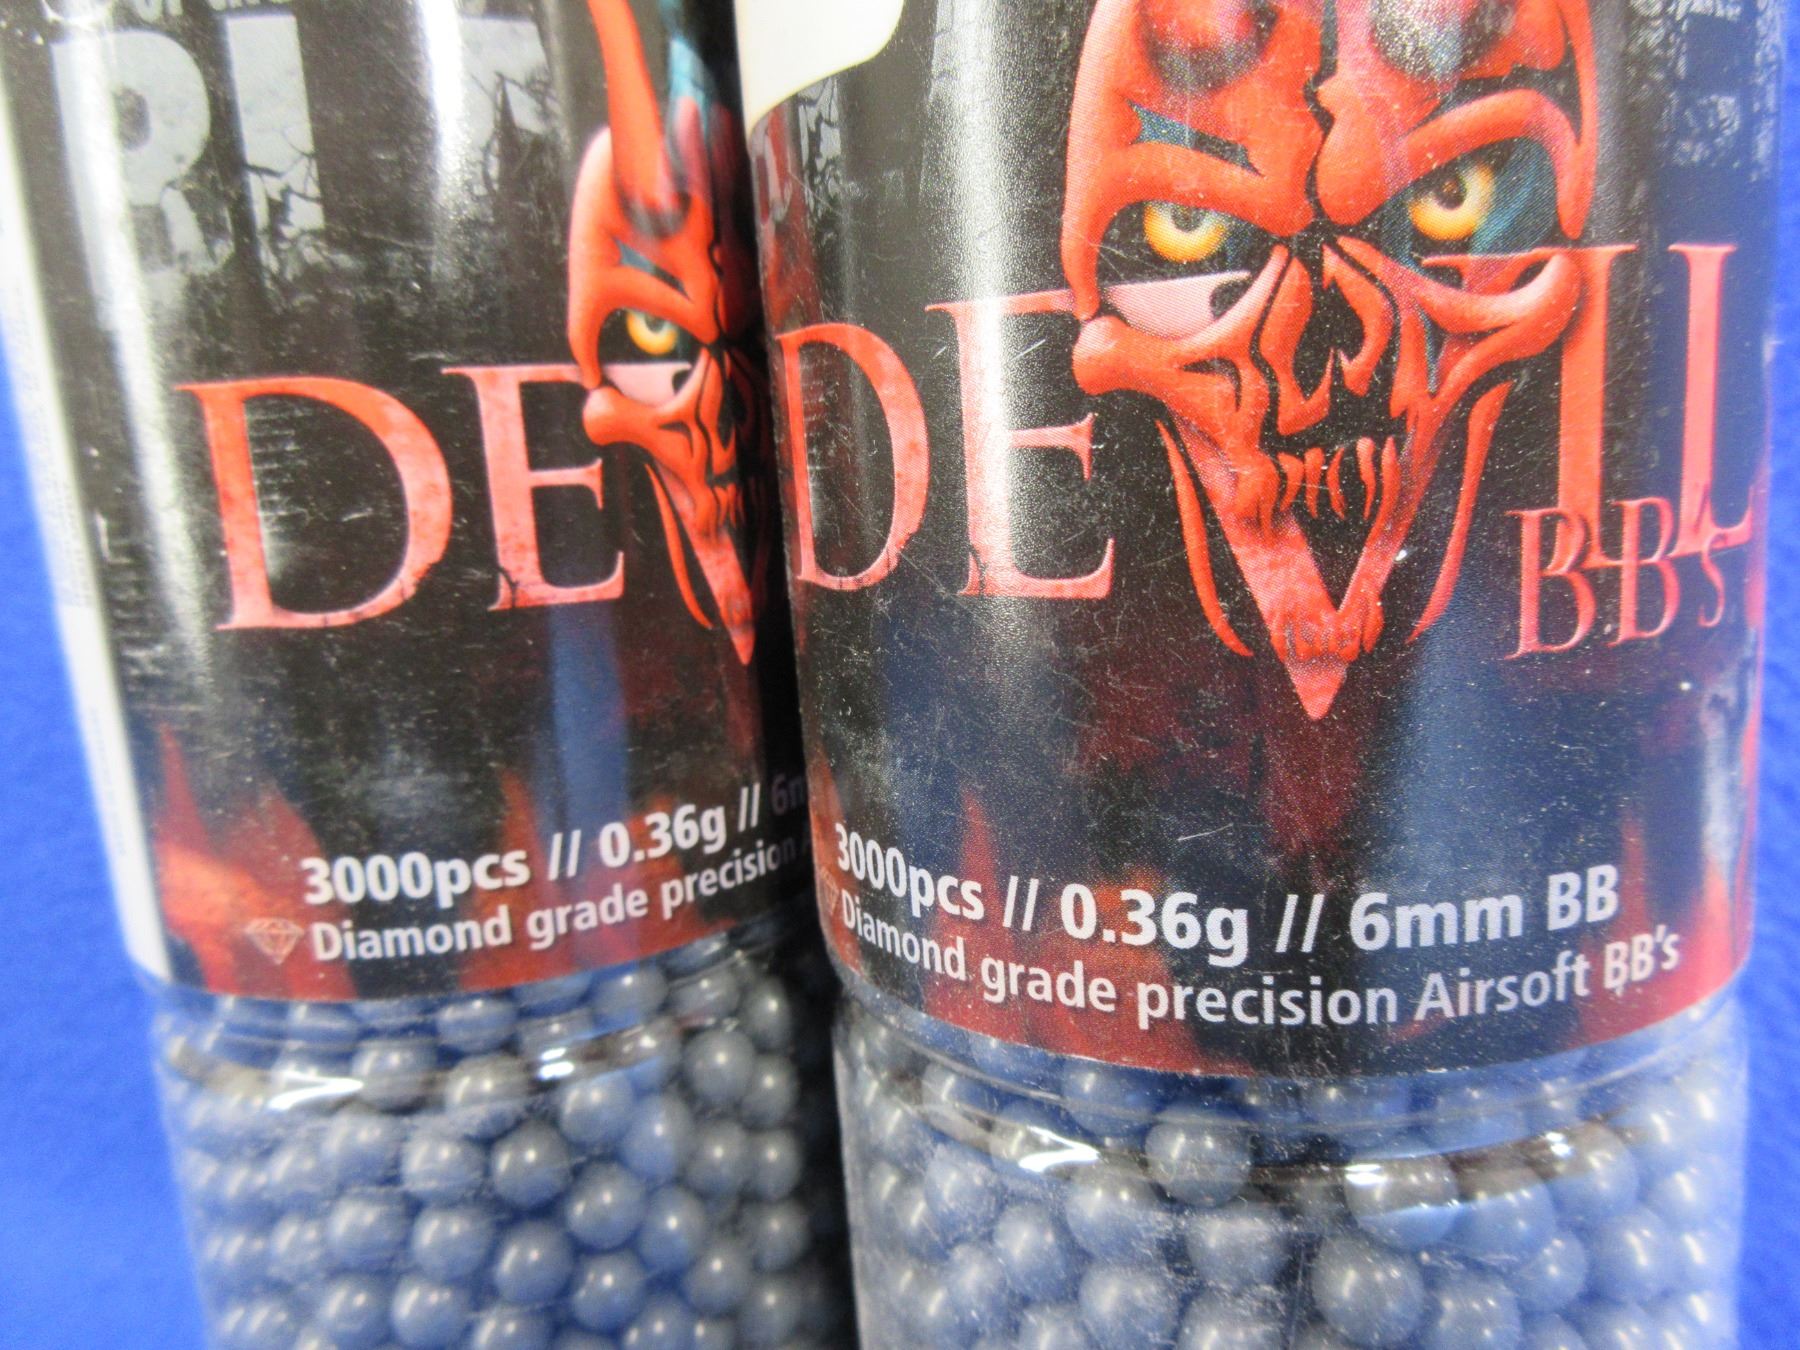 DEV
3000pcs // 0.36g // 6m
Diamond grade precision
DEVIL
BB's
3000pcs // 0.36g // 6mm BB
Diamond grade precision Airsoft BB's